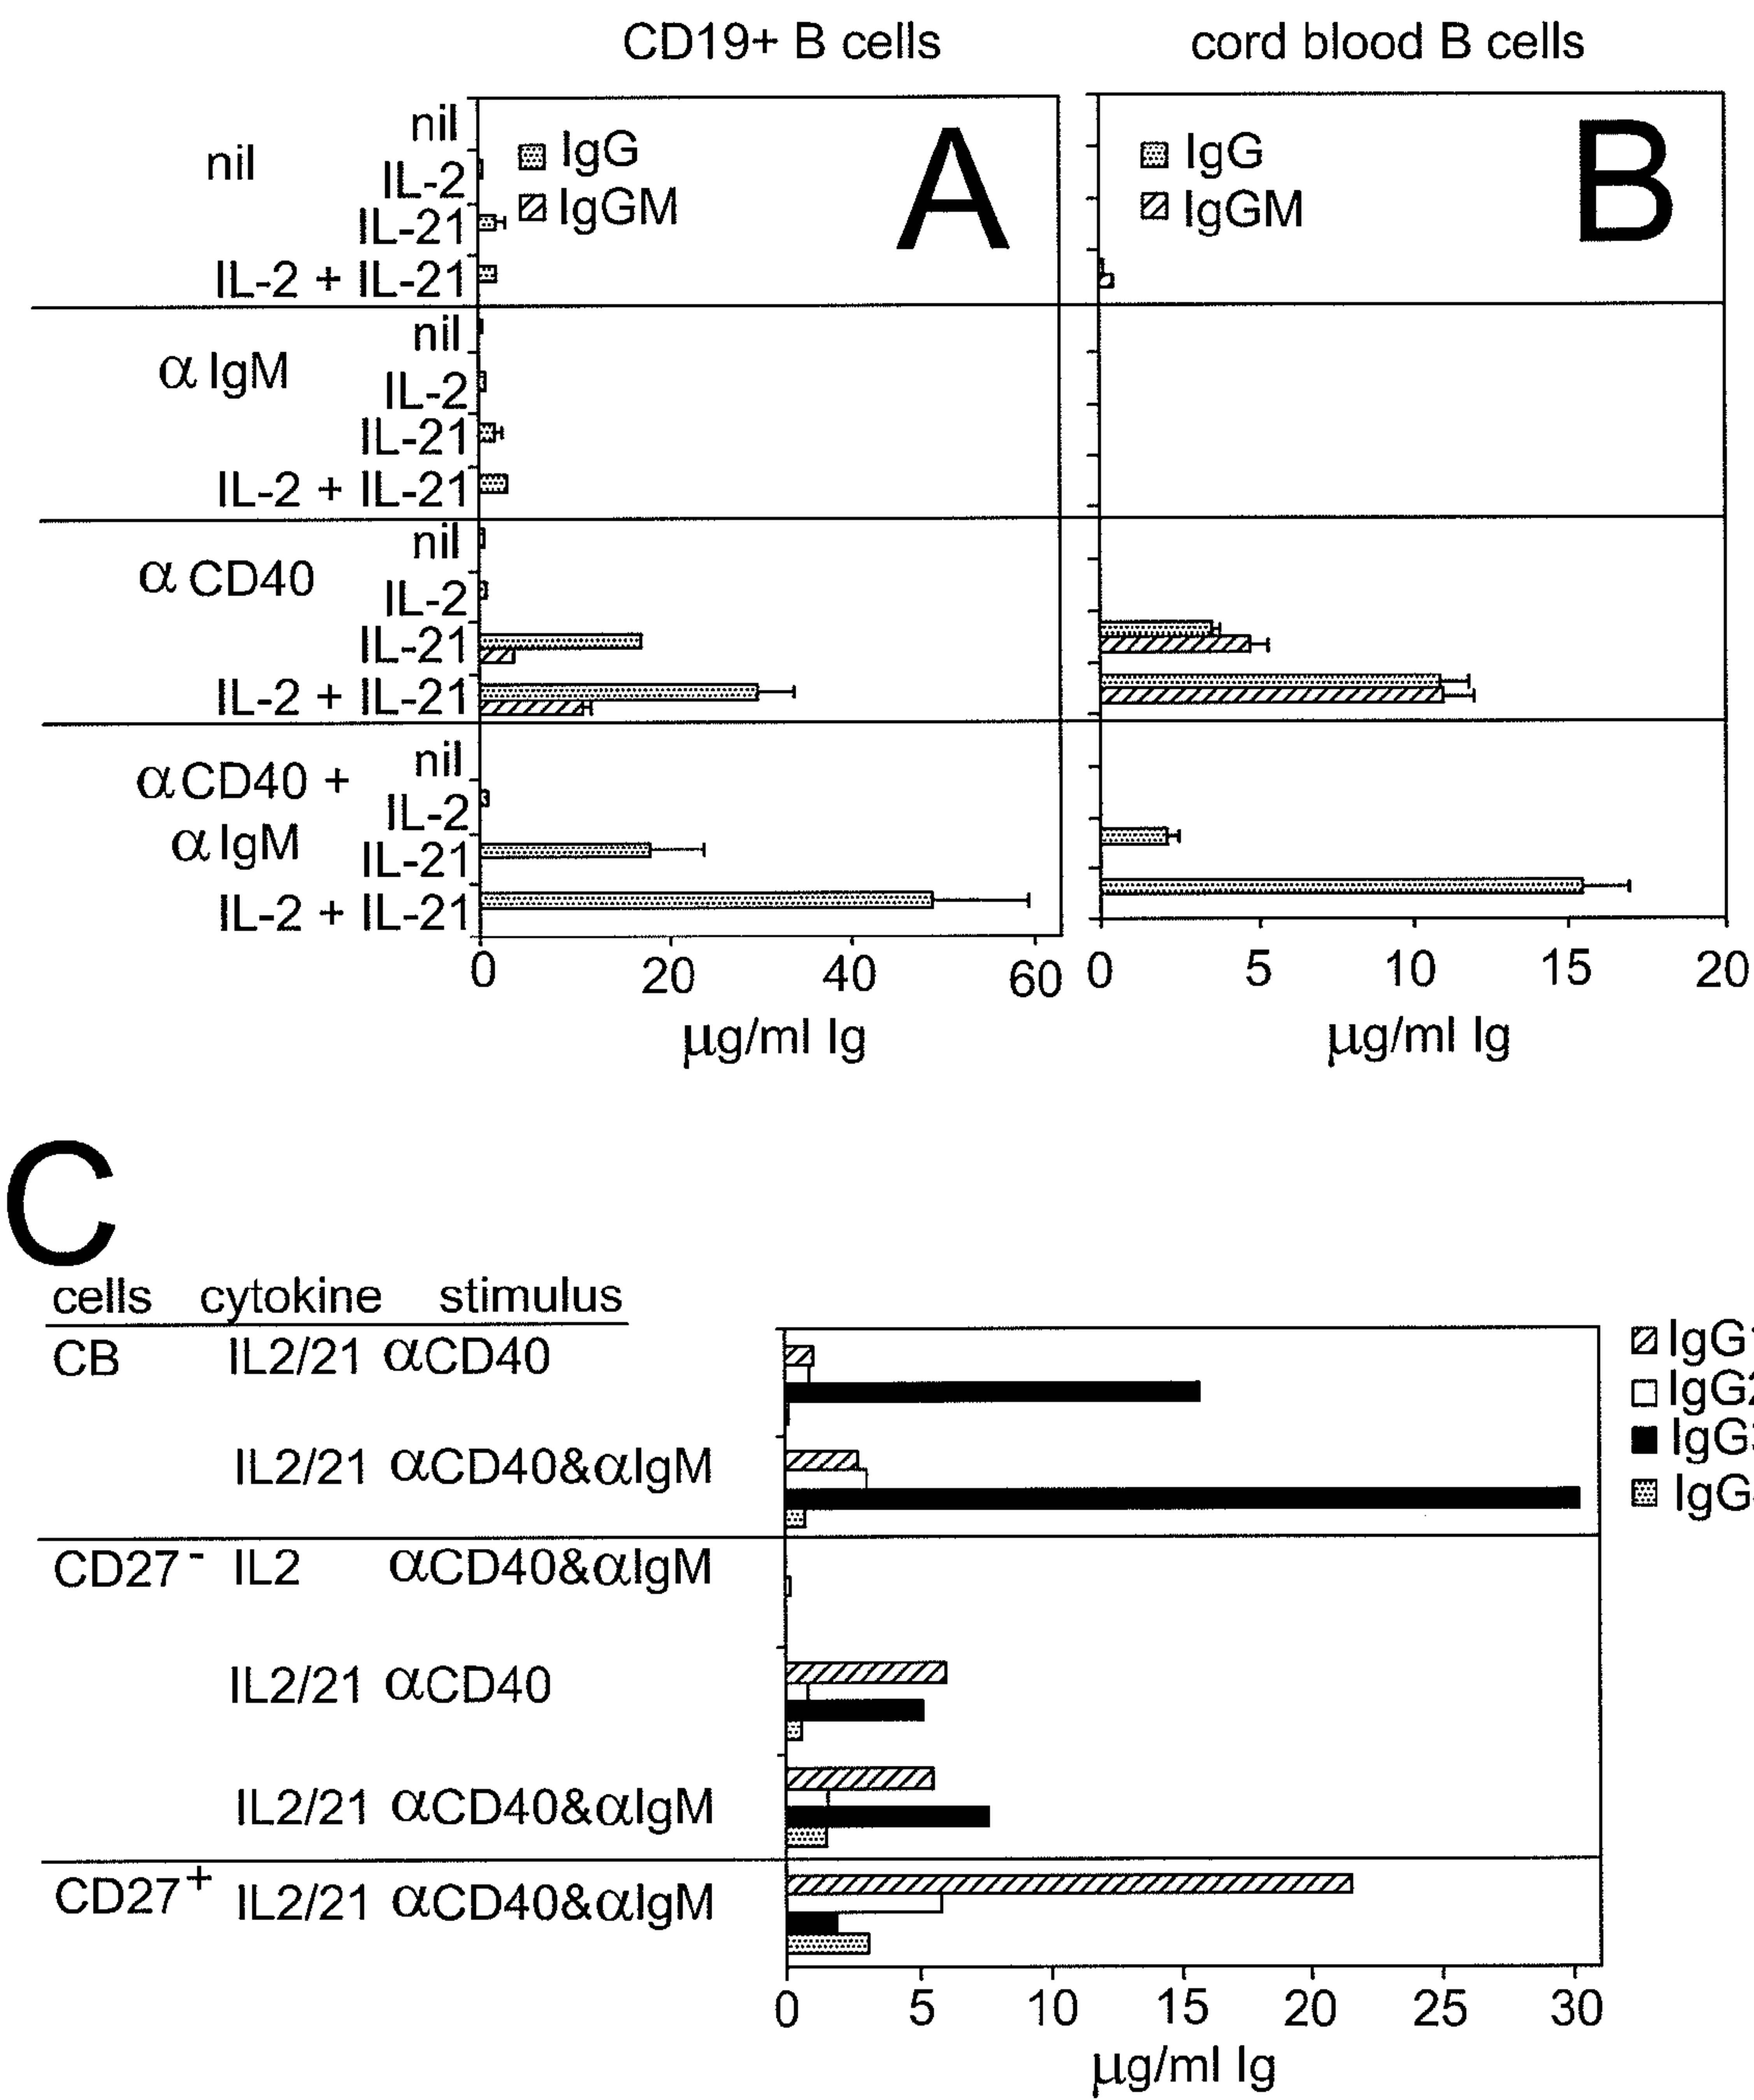 CD19+ B cells
cord blood B cells
nil
nil
IL-2
IL-21
IL-2 + IL-21
IgG
IgGM
A
IgG
IgGM
B
α IgM
nil
IL-2
IL-21
IL-2 + IL-21
α CD40
nil
IL-2
IL-21
IL-2 + IL-21
α CD40 +
α IgM
nil
IL-2
IL-21
IL-2 + IL-21
0 20 40 60
0 5 10 15 20
μg/ml Ig
μg/ml Ig
C
cells cytokine stimulus
CB IL2/21 αCD40
IL2/21 αCD40&αIgM
CD27- IL2 αCD40&αIgM
IL2/21 αCD40
IL2/21 αCD40&αIgM
CD27+ IL2/21 αCD40&αIgM
IgG1
IgG2
IgG3
IgG
0 5 10 15 20 25 30
μg/ml Ig